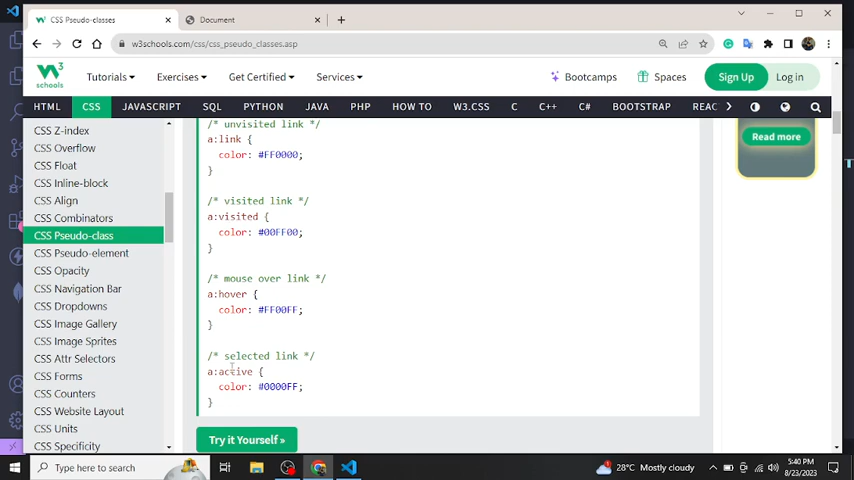 CSS Pseudo-classes
Document
w3schools.com/css/css_pseudo_classes.asp
W3
schools
Tutorials
Exercises
Get Certified
Services
Bootcamps
Spaces
Sign Up
Log in
HTML
CSS
JAVASCRIPT
SQL
PYTHON
JAVA
PHP
HOW TO
W3.CSS
C
C++
C#
BOOTSTRAP
REAC
CSS Z-index
CSS Overflow
CSS Float
CSS Inline-block
CSS Align
CSS Combinators
CSS Pseudo-class
CSS Pseudo-element
CSS Opacity
CSS Navigation Bar
CSS Dropdowns
CSS Image Gallery
CSS Image Sprites
CSS Attr Selectors
CSS Forms
CSS Counters
CSS Website Layout
CSS Units
CSS Specificity
/* unvisited link */
a:link {
color: #FF0000;
}
/* visited link */
a:visited {
color: #00FF00;
}
/* mouse over link */
a:hover {
color: #FF00FF;
}
/* selected link */
a:active {
color: #0000FF;
}
Try it Yourself »
Read more
Type here to search
28°C Mostly cloudy
5:40 PM
8/23/2023